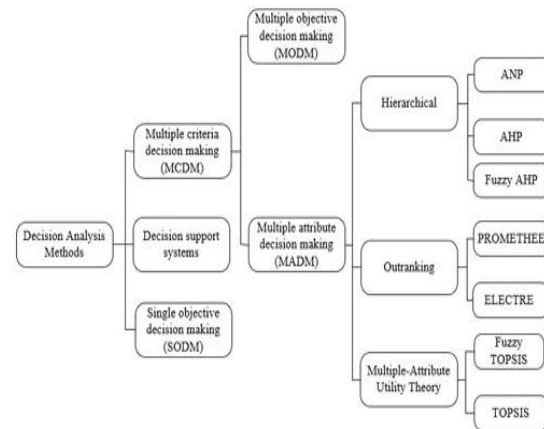 Multiple objective
decision making
(MODM)
ANP
Hierarchical
Multiple criteria
decision making
(MCDM)
AHP
Fuzzy AHP
Decision Analysis
Methods
Decision support
systems
Multiple attribute
decision making
(MADM)
PROMETHEE
Outranking
ELECTRE
Single objective
decision making
(SODM)
Fuzzy
TOPSIS
Multiple-Attribute
Utility Theory
TOPSIS